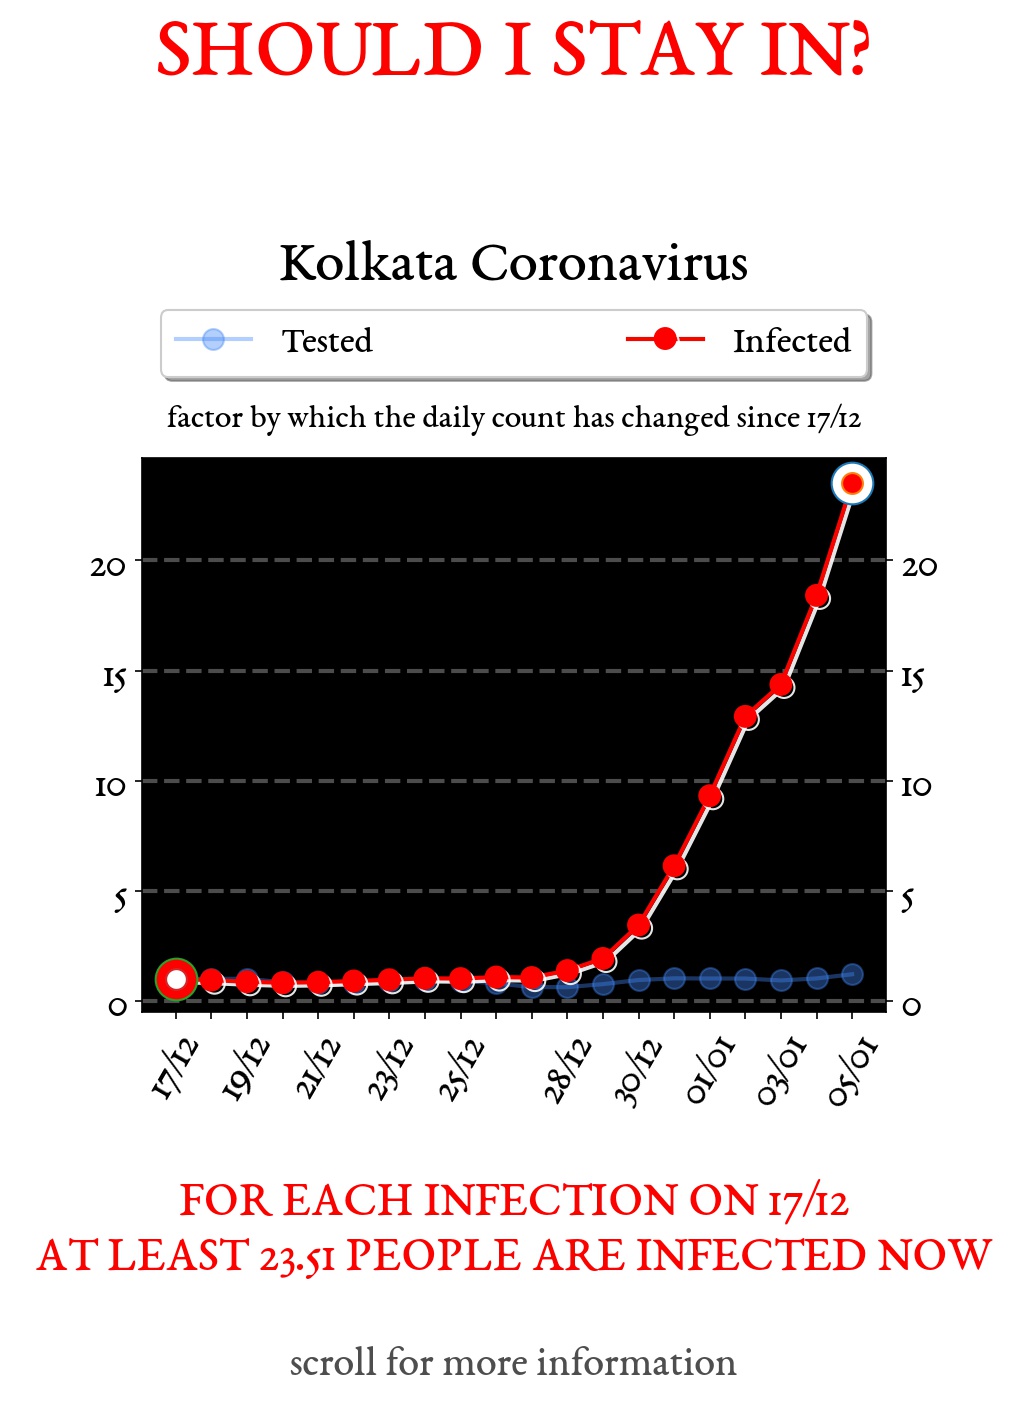 SHOULD I STAY IN?
Kolkata Coronavirus
Tested Infected
factor by which the daily count has changed since 17/12
20 20
15 15
10 10
5 5
0 0
17/12 19/12 21/12 23/12 25/12 28/12 30/12 01/01 03/01 05/01
FOR EACH INFECTION ON 17/12
AT LEAST 23.51 PEOPLE ARE INFECTED NOW
scroll for more information